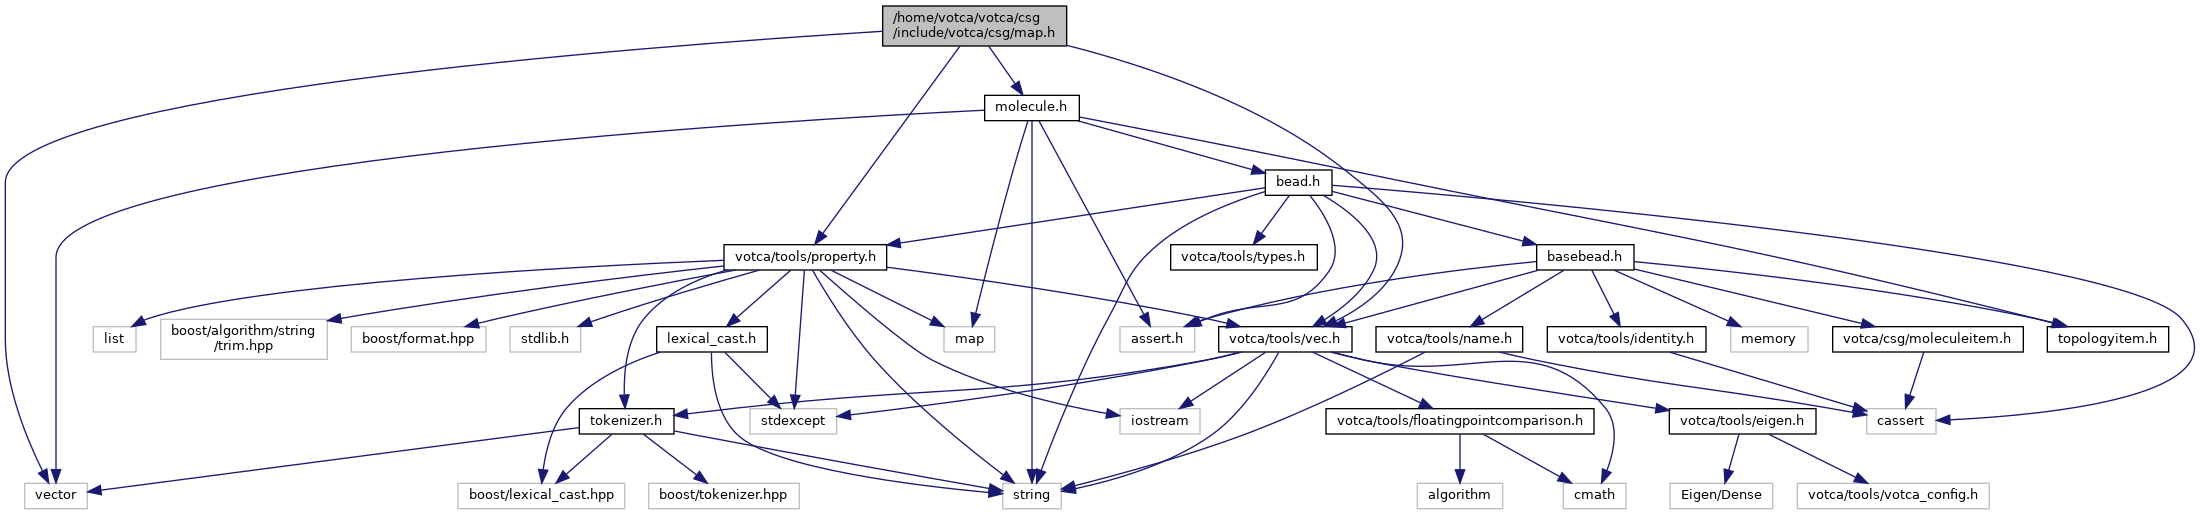 /home/votca/votca/csg
/include/votca/csg/map.h
molecule.h
bead.h
votca/tools/property.h
votca/tools/types.h
basebead.h
list
boost/algorithm/string
/trim.hpp
boost/format.hpp
stdlib.h
lexical_cast.h
map
assert.h
votca/tools/vec.h
votca/tools/name.h
votca/tools/identity.h
memory
votca/csg/moleculeitem.h
topologyitem.h
tokenizer.h
stdexcept
iostream
votca/tools/floatingpointcomparison.h
votca/tools/eigen.h
cassert
vector
boost/lexical_cast.hpp
boost/tokenizer.hpp
string
algorithm
cmath
Eigen/Dense
votca/tools/votca_config.h